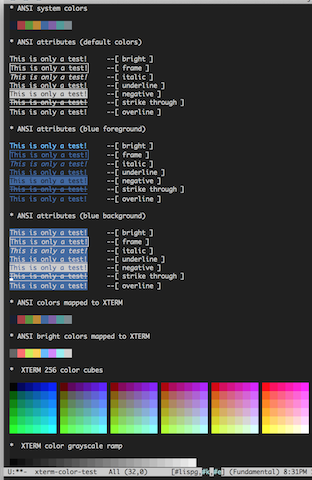 * ANSI system colors
* ANSI attributes (default colors)
This is only a test! --[ bright ]
This is only a test! --[ frame ]
This is only a test! --[ italic ]
This is only a test! --[ underline ]
This is only a test! --[ negative ]
This is only a test! --[ strike through ]
This is only a test! --[ overline ]
* ANSI attributes (blue foreground)
This is only a test! --[ bright ]
This is only a test! --[ frame ]
This is only a test! --[ italic ]
This is only a test! --[ underline ]
This is only a test! --[ negative ]
This is only a test! --[ strike through ]
This is only a test! --[ overline ]
* ANSI attributes (blue background)
This is only a test! --[ bright ]
This is only a test! --[ frame ]
This is only a test! --[ italic ]
This is only a test! --[ underline ]
This is only a test! --[ negative ]
This is only a test! --[ strike through ]
This is only a test! --[ overline ]
* ANSI colors mapped to XTERM
* ANSI bright colors mapped to XTERM
* XTERM 256 color cubes
* XTERM color grayscale ramp
U:**- xterm-color-test All (32,0) (Fundamental) 8:31PM